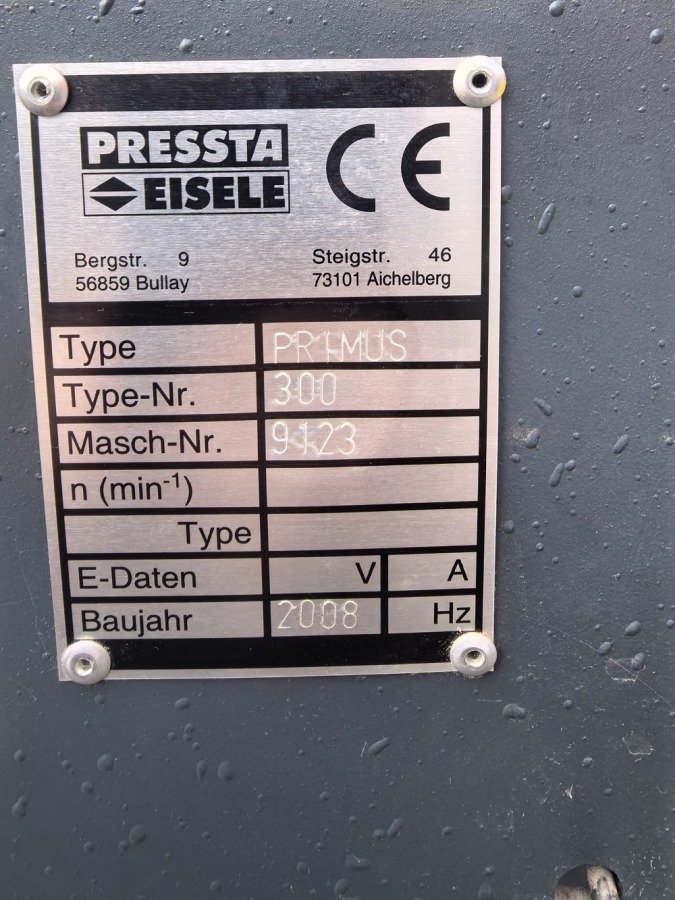 PRESSTA
EISELE
CE
Bergstr. 9
56859 Bullay
Steigstr. 46
73101 Aichelberg
Type PRIMUS
Type-Nr. 300
Masch-Nr. 9123
n (min⁻¹)
Type
E-Daten V A
Baujahr 2008 Hz